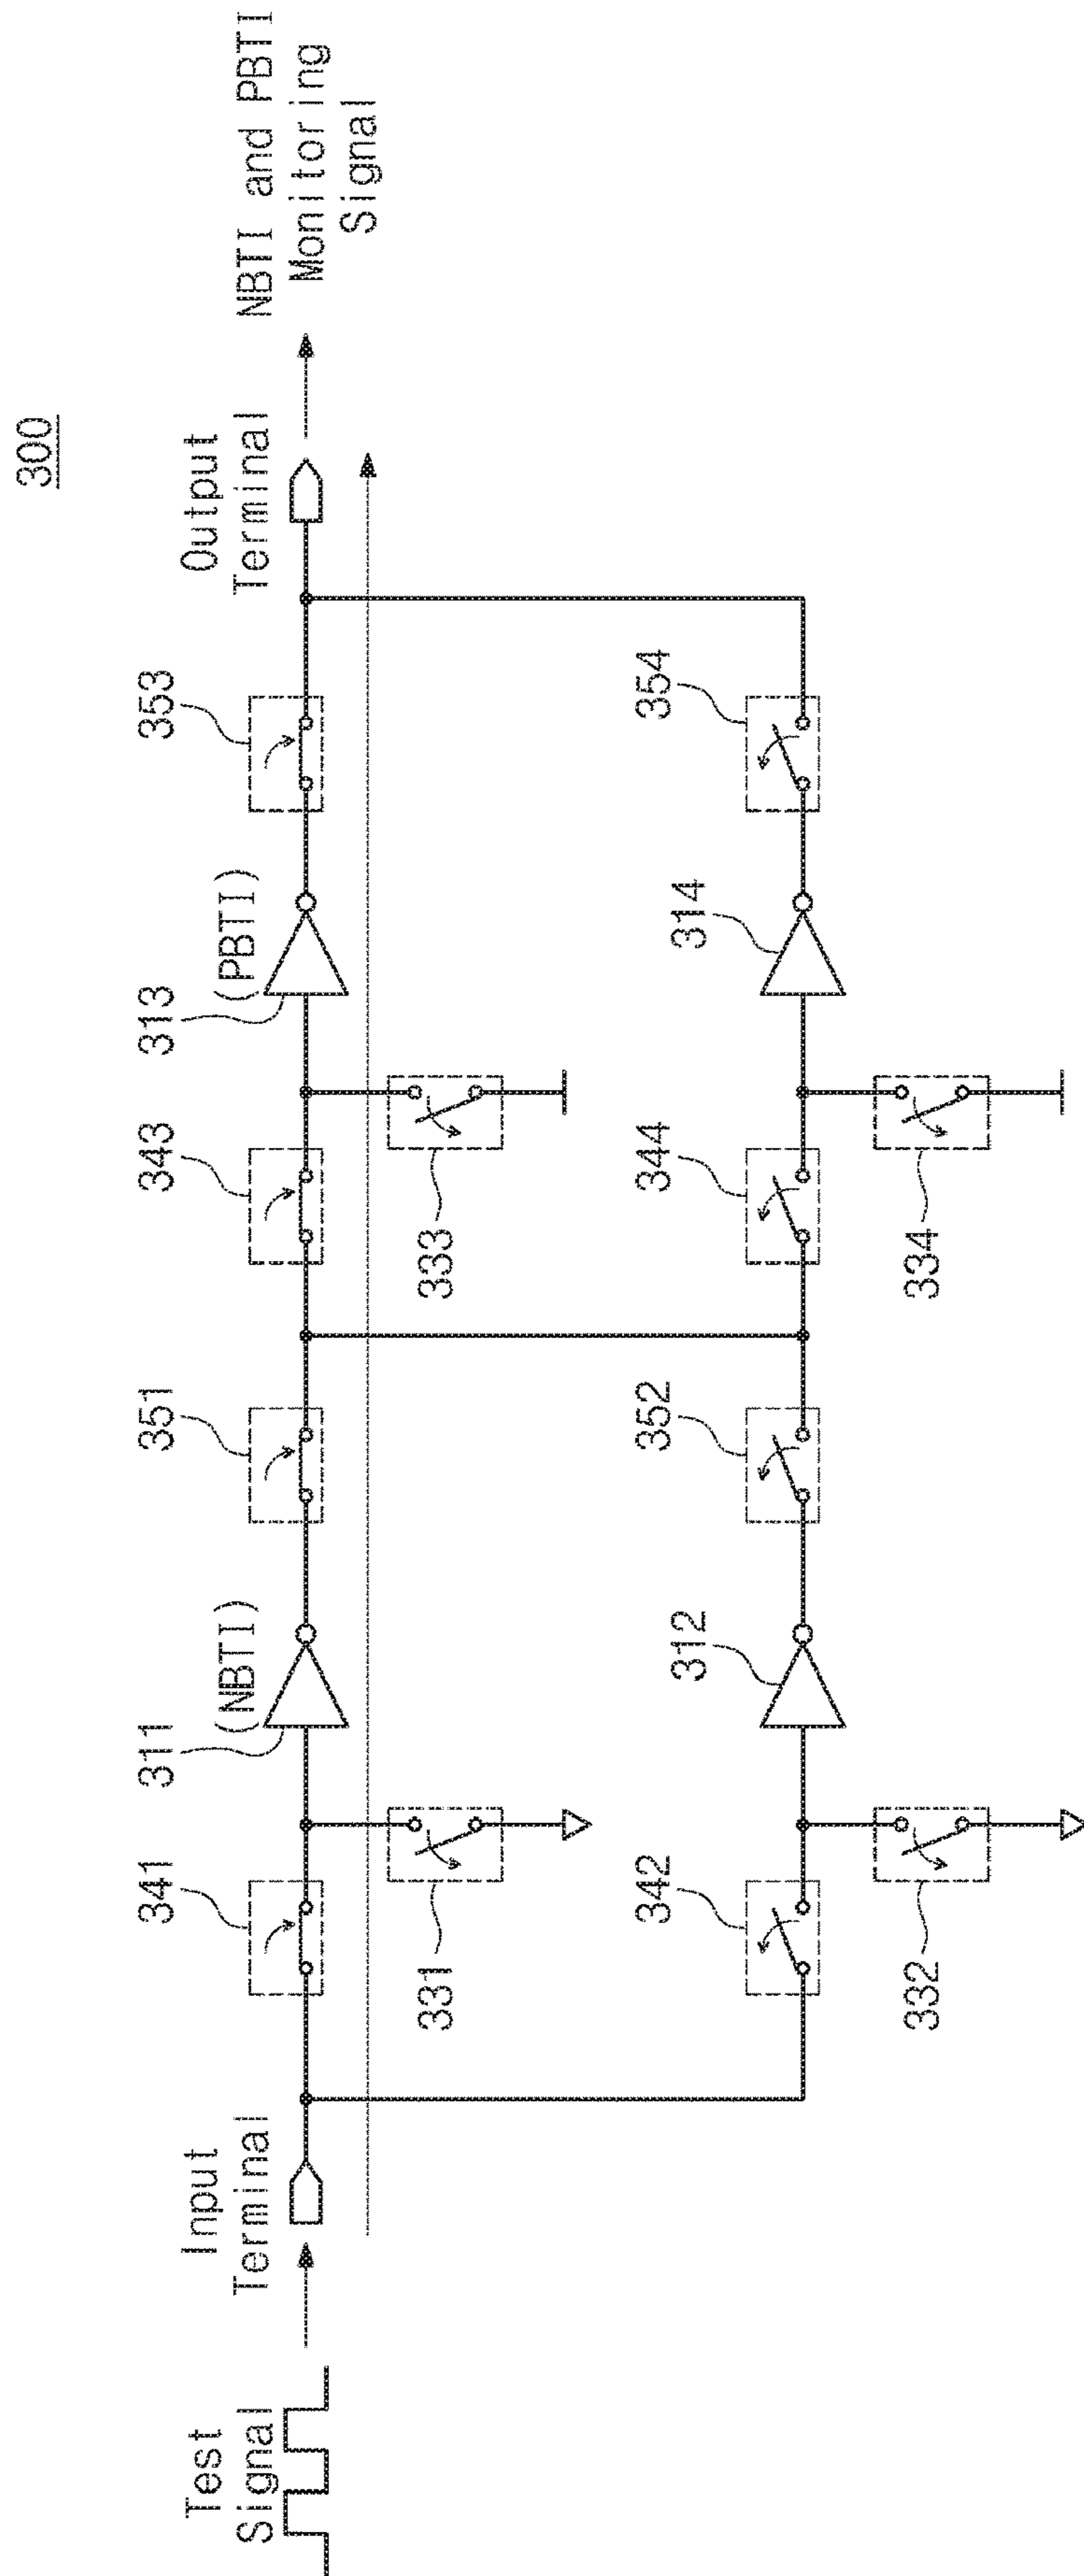 300
Test
Signal
Input
Terminal
341
331
311
(NBTI)
351
343
333
313
(PBTI)
353
Output
Terminal
NBTI and PBTI
Monitoring
Signal
342
332
312
352
344
334
314
354